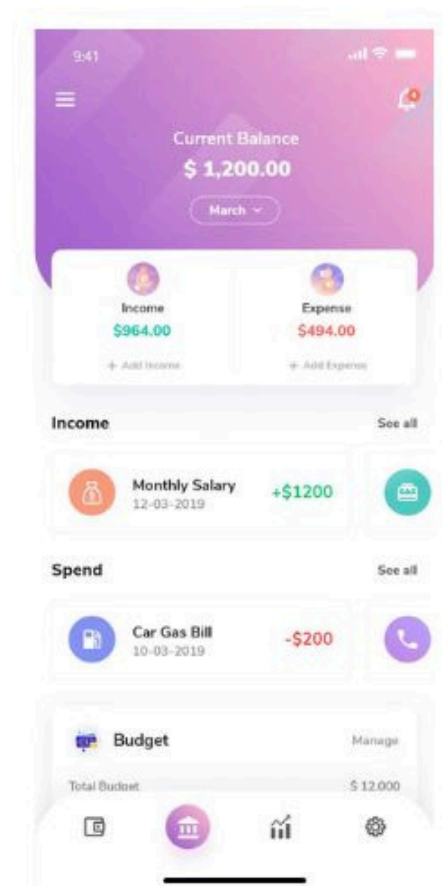 9:41
4
Current Balance
$ 1,200.00
March
Income
Expense
$964.00
$494.00
+ Add Income
+ Add Expense
Income
See all
Monthly Salary
+$1200
12-03-2019
Spend
See all
Car Gas Bill
-$200
10-03-2019
Budget
Manage
Total Budget
$ 12.000